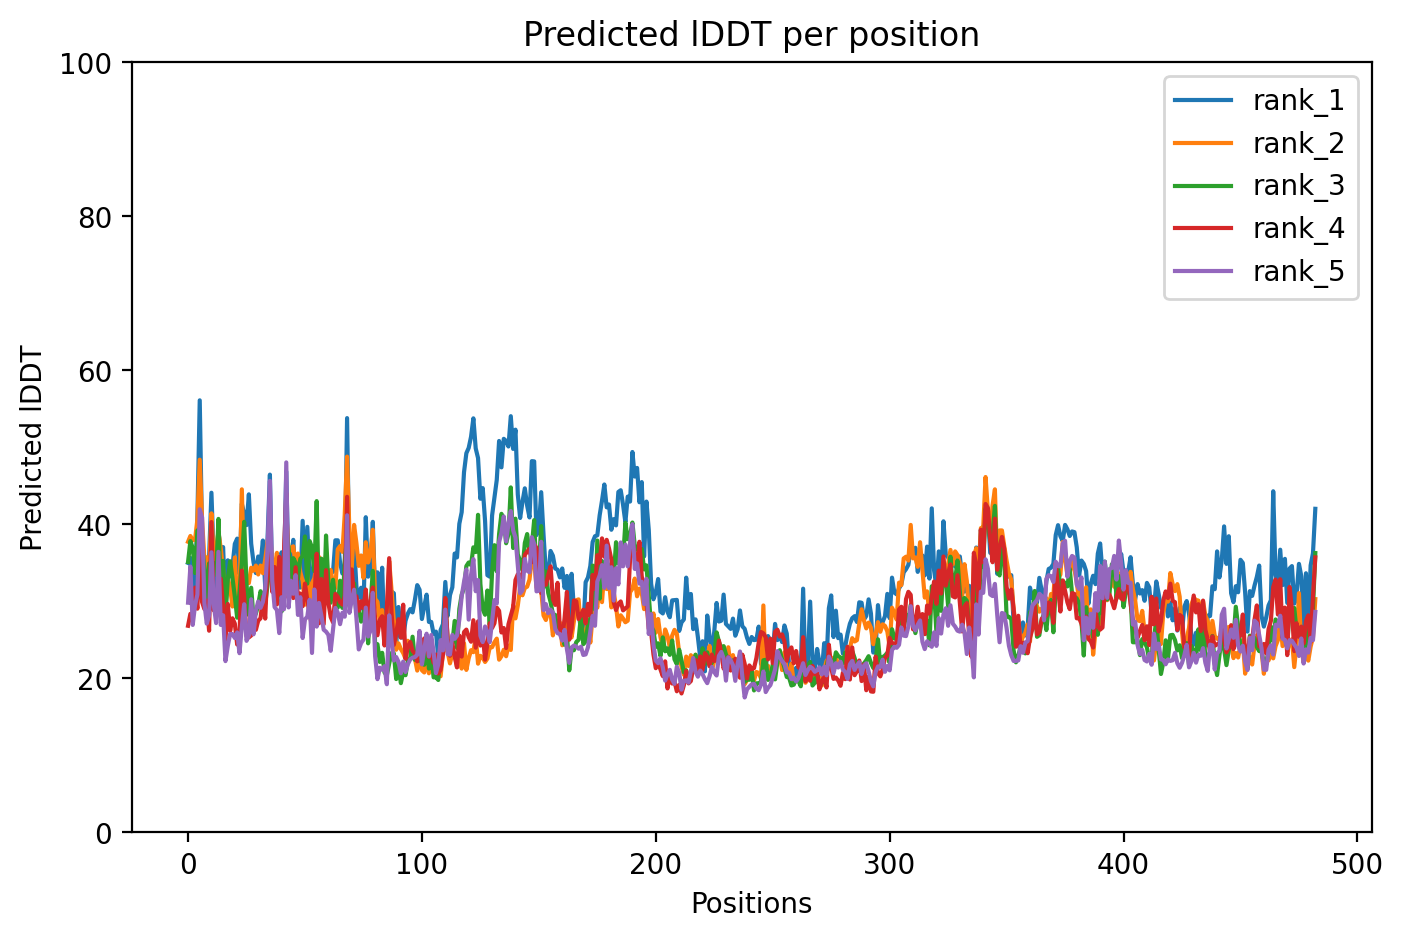 Predicted lDDT per position
100
80
60
40
20
0
Predicted lDDT
0 100 200 300 400 500
Positions
rank_1
rank_2
rank_3
rank_4
rank_5